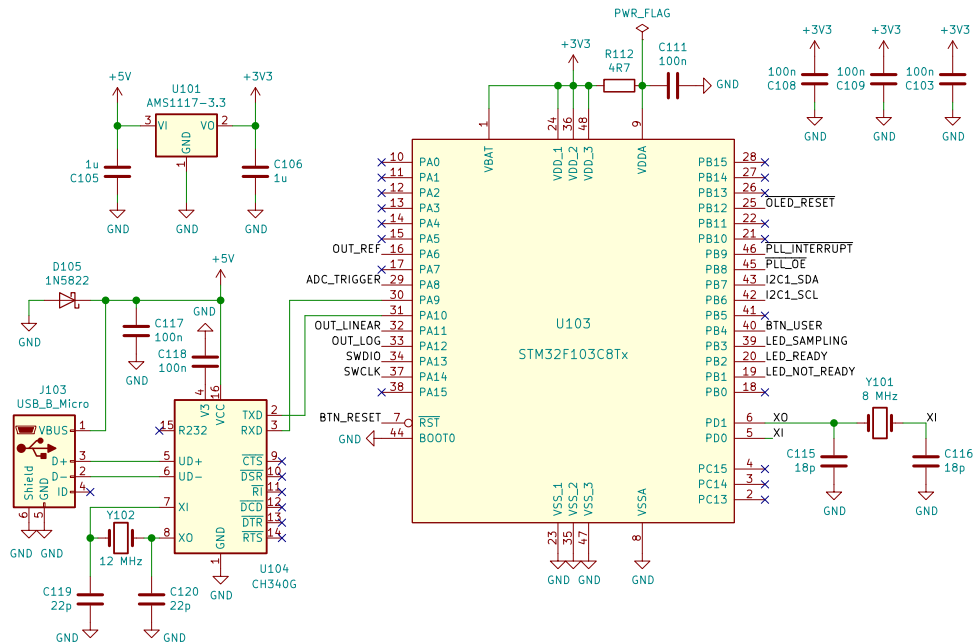 PWR_FLAG
+3V3
R112
4R7
C111
100n
GND
+3V3
100n
C108
GND
+3V3
100n
C109
GND
+3V3
100n
C103
GND
+5V
+3V3
U101
AMS1117-3.3
3 VI
VO 2
GND
1
1u
C105
C106
1u
GND
GND
GND
1
24
36
48
9
VBAT
VDD_1
VDD_2
VDD_3
VDDA
10 PA0
11 PA1
12 PA2
13 PA3
14 PA4
15 PA5
OUT_REF 16 PA6
17 PA7
ADC_TRIGGER 29 PA8
30 PA9
31 PA10
OUT_LINEAR 32 PA11
OUT_LOG 33 PA12
SWDIO 34 PA13
SWCLK 37 PA14
38 PA15
BTN_RESET 7 RST
GND 44 BOOT0
U103
STM32F103C8Tx
PB15 28
PB14 27
PB13 26
PB12 25 OLED_RESET
PB11 22
PB10 21
PB9 46 PLL_INTERRUPT
PB8 45 PLL_OE
PB7 43 I2C1_SDA
PB6 42 I2C1_SCL
PB5 41
PB4 40 BTN_USER
PB3 39 LED_SAMPLING
PB2 20 LED_READY
PB1 19 LED_NOT_READY
PB0 18
PD1 6 XO
PD0 5 XI
PC15 4
PC14 3
PC13 2
VSS_1
VSS_2
VSS_3
VSSA
23
35
47
8
GND
GND
GND
Y101
8 MHz
XI
C115
18p
GND
C116
18p
GND
D105
1N5822
GND
+5V
GND
C117
100n
GND
C118
100n
J103
USB_B_Micro
VBUS 1
D+ 3
D- 2
ID 4
Shield
GND
6
5
GND
GND
4
16
V3
VCC
15 R232
5 UD+
6 UD-
7 XI
8 XO
TXD 2
RXD 3
CTS 9
DSR 10
RI 11
DCD 12
DTR 13
RTS 14
GND
1
GND
U104
CH340G
Y102
12 MHz
C119
22p
GND
C120
22p
GND